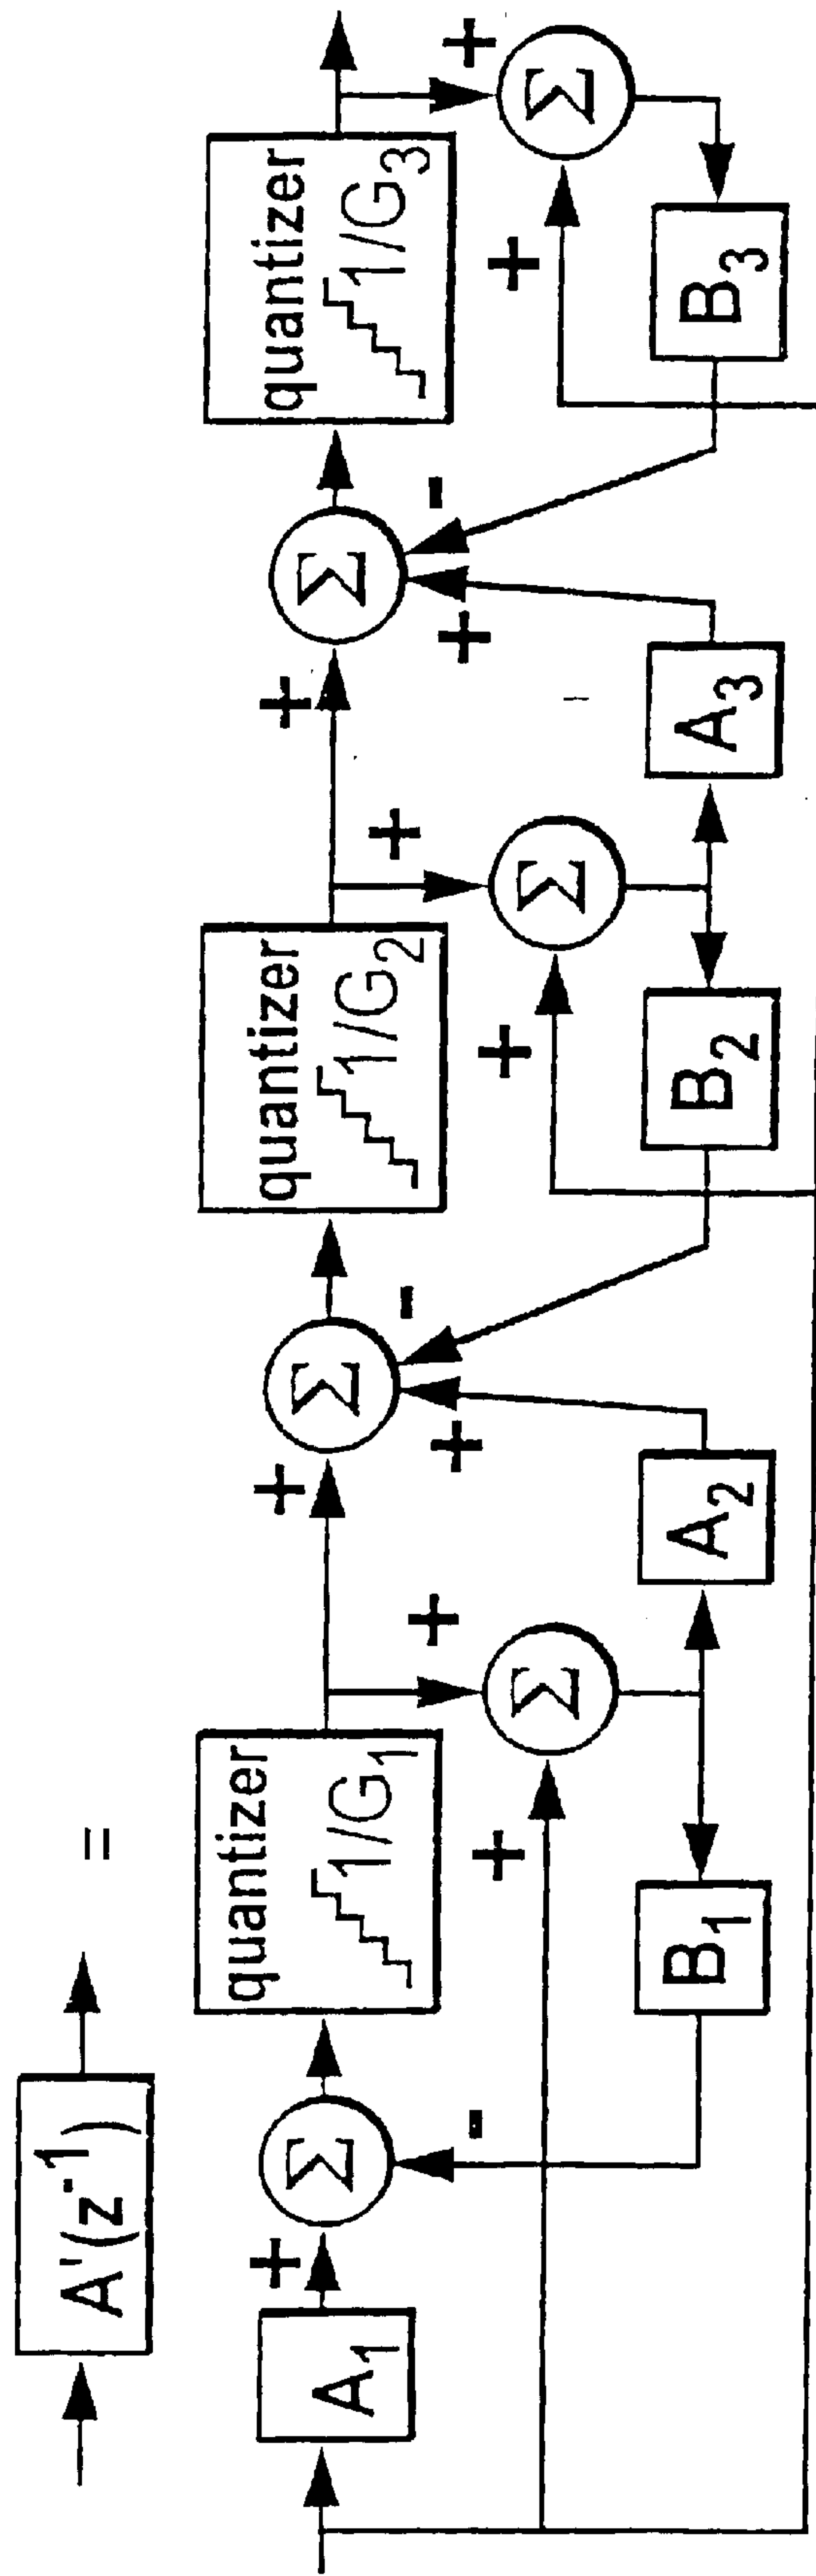 A'(z⁻¹) =
A₁
+
Σ
-
quantizer
1/G₁
+
+
Σ
B₁
A₂
+
+
-
Σ
quantizer
1/G₂
+
+
Σ
B₂
A₃
+
+
-
Σ
quantizer
1/G₃
+
+
Σ
B₃